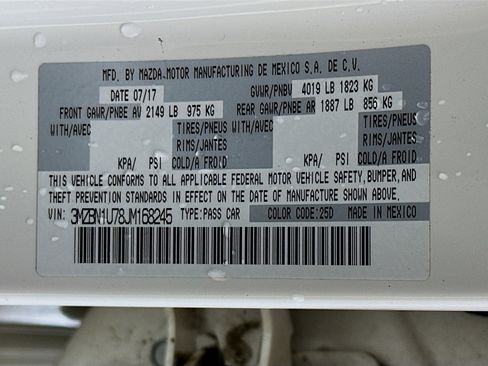 MFD. BY MAZDA MOTOR MANUFACTURING DE MEXICO S.A. DE C.V.
DATE 07/17 GVWR/PNBV 4019 LB 1823 KG
FRONT GAWR/PNBE AV 2149 LB 975 KG REAR GAWR/PNBE AR 1887 LB 856 KG
WITH/AVEC TIRES/PNEUS WITH/AVEC TIRES/PNEUS
RIMS/JANTES RIMS/JANTES
KPA/ PSI COLD/A FROID KPA/ PSI COLD/A FROID
THIS VEHICLE CONFORMS TO ALL APPLICABLE FEDERAL MOTOR VEHICLE SAFETY, BUMPER, AND
THEFT PREVENTION STANDARDS IN EFFECT ON THE DATE OF MANUFACTURE SHOWN ABOVE.
VIN: 3MZBN1U78JM168245 TYPE: PASS CAR COLOR CODE: 25D MADE IN MEXICO